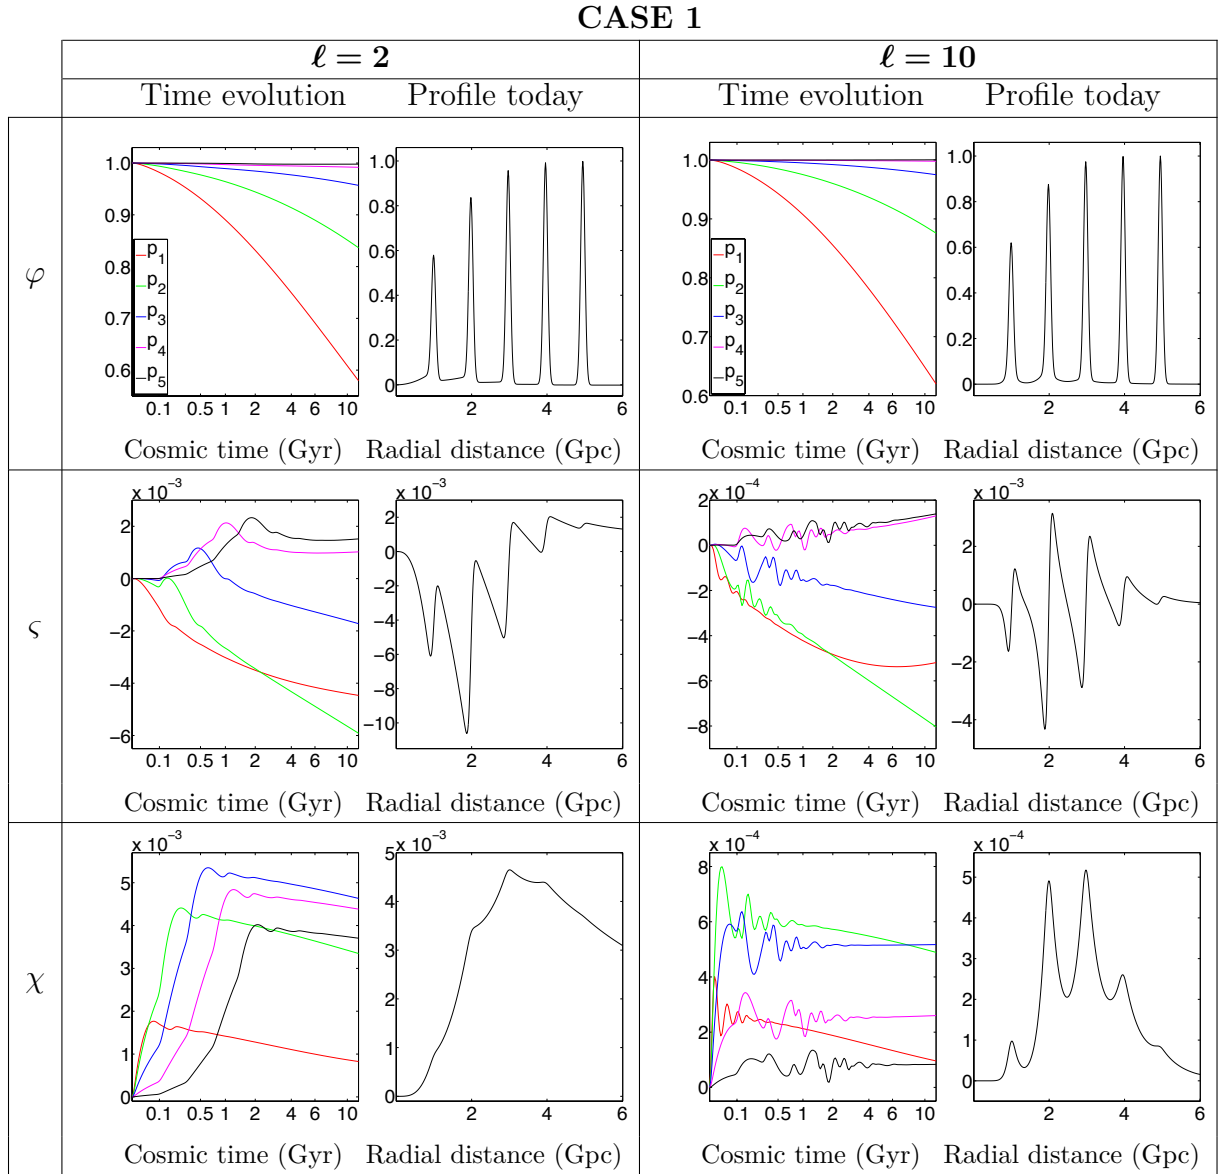 CASE 1
ℓ = 2 ℓ = 10
Time evolution Profile today Time evolution Profile today
φ
1.0
0.9
0.8
0.7
0.6
p1
p2
p3
p4
p5
0.1 0.5 1 2 4 6 10
Cosmic time (Gyr)
1.0
0.8
0.6
0.4
0.2
0
2 4 6
Radial distance (Gpc)
1.0
0.9
0.8
0.7
0.6
p1
p2
p3
p4
p5
0.1 0.5 1 2 4 6 10
Cosmic time (Gyr)
1.0
0.8
0.6
0.4
0.2
0
2 4 6
Radial distance (Gpc)
ς
x 10−3
2
0
−2
−4
−6
0.1 0.5 1 2 4 6 10
Cosmic time (Gyr)
x 10−3
2
0
−2
−4
−6
−8
−10
2 4 6
Radial distance (Gpc)
x 10−4
2
0
−2
−4
−6
−8
0.1 0.5 1 2 4 6 10
Cosmic time (Gyr)
x 10−3
2
0
−2
−4
2 4 6
Radial distance (Gpc)
χ
x 10−3
5
4
3
2
1
0
0.1 0.5 1 2 4 6 10
Cosmic time (Gyr)
x 10−3
5
4
3
2
1
0
2 4 6
Radial distance (Gpc)
x 10−4
8
6
4
2
0
0.1 0.5 1 2 4 6 10
Cosmic time (Gyr)
x 10−4
5
4
3
2
1
0
2 4 6
Radial distance (Gpc)